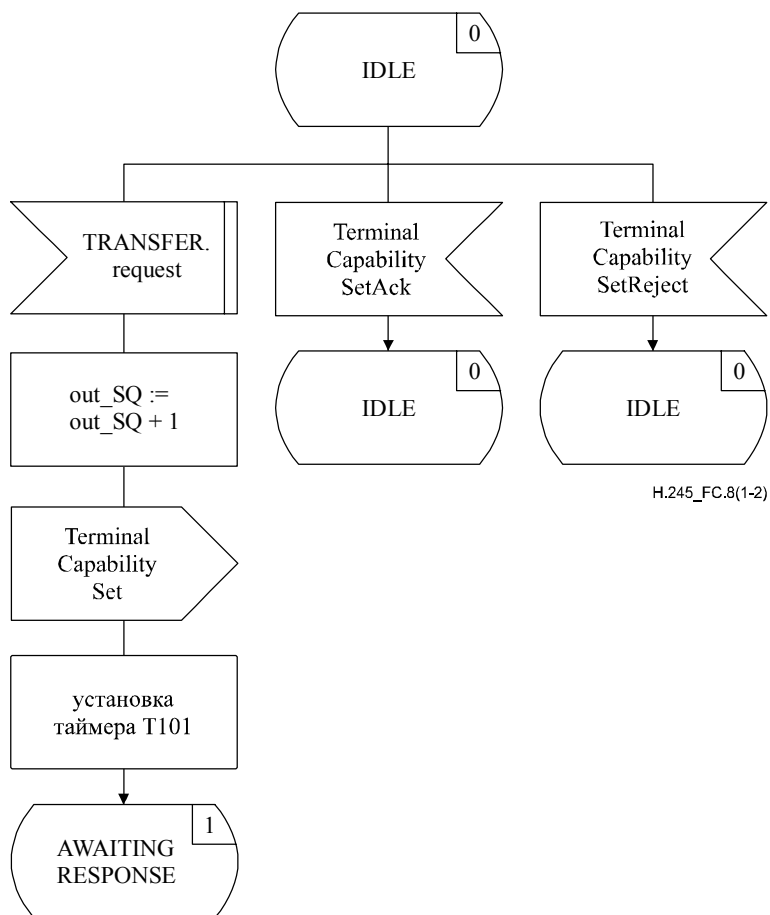 0
IDLE
TRANSFER.
request
Terminal
Capability
SetAck
Terminal
Capability
SetReject
out_SQ :=
out_SQ + 1
0
IDLE
0
IDLE
H.245_FC.8(1-2)
Terminal
Capability
Set
установка
таймера T101
1
AWAITING
RESPONSE